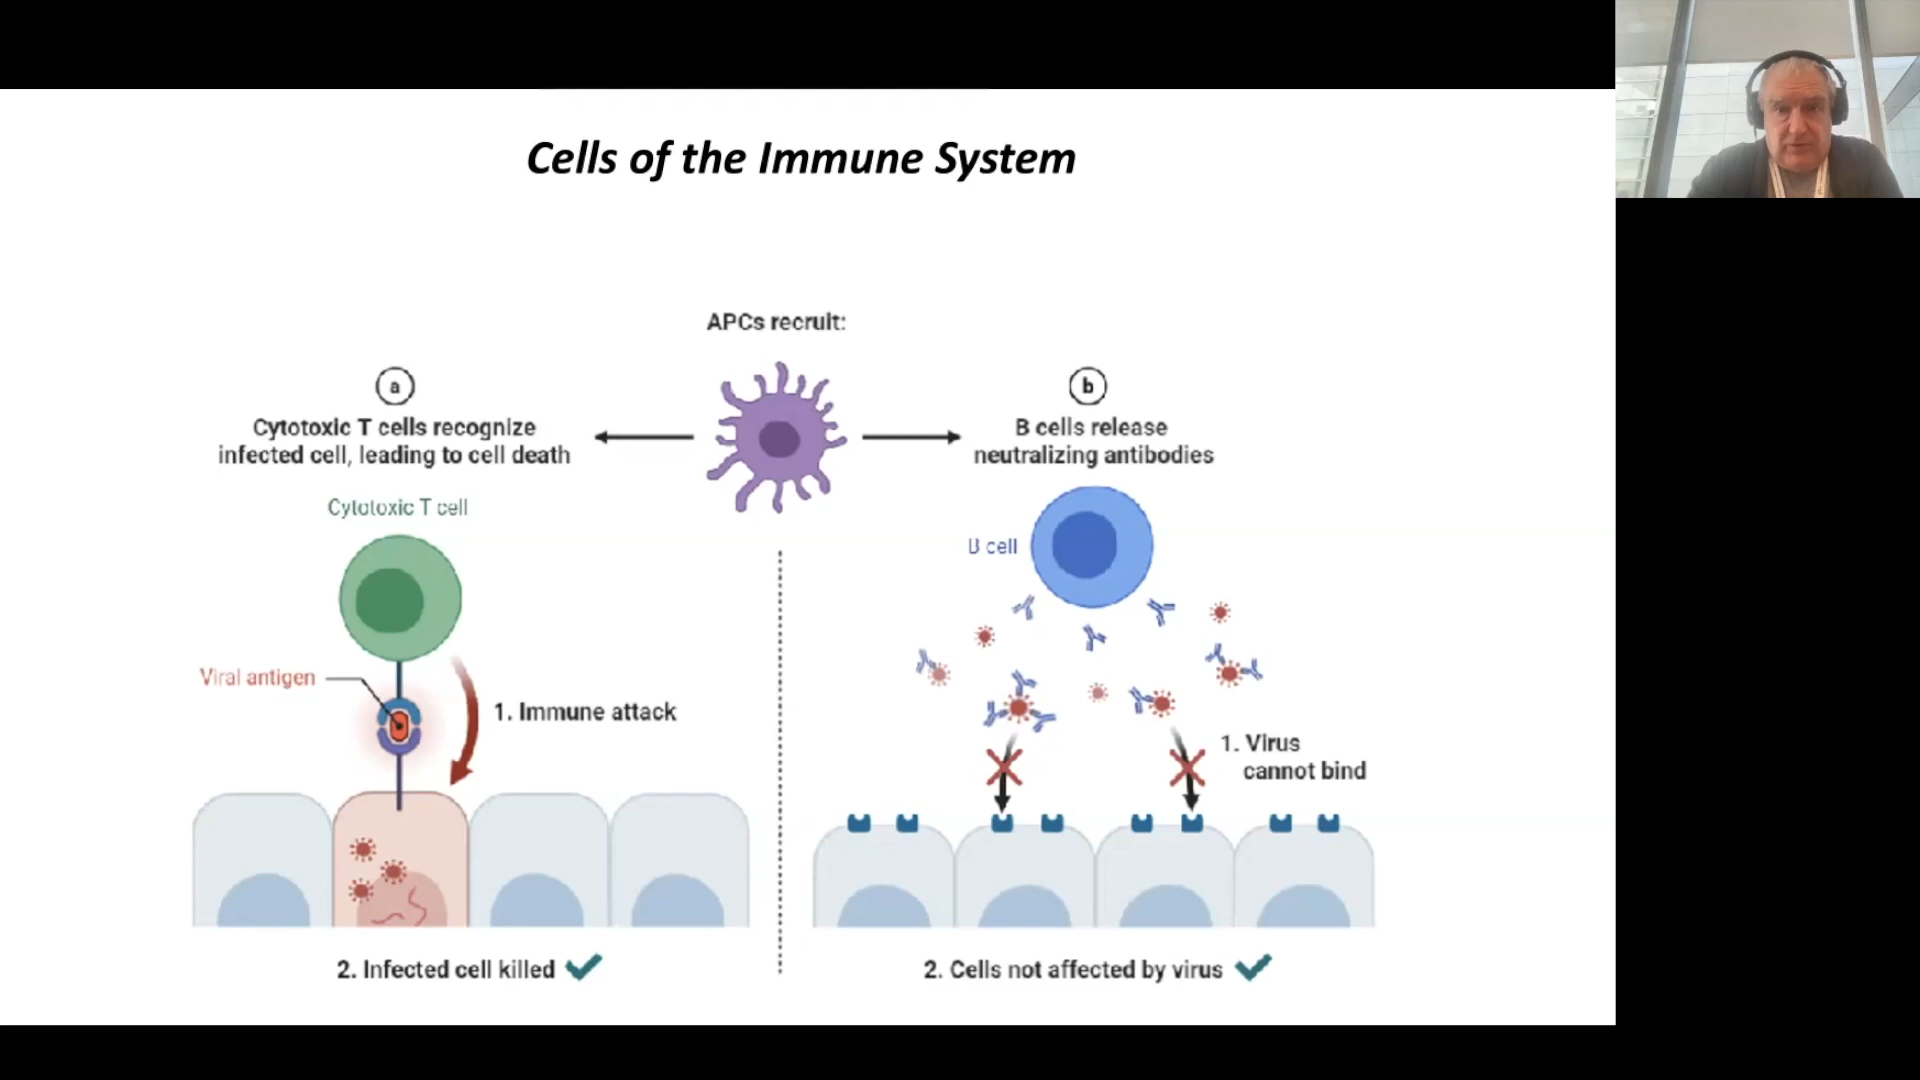 Cells of the Immune System
APCs recruit:
a
Cytotoxic T cells recognize
infected cell, leading to cell death
Cytotoxic T cell
Viral antigen
1. Immune attack
2. Infected cell killed
b
B cells release
neutralizing antibodies
B cell
1. Virus
cannot bind
2. Cells not affected by virus